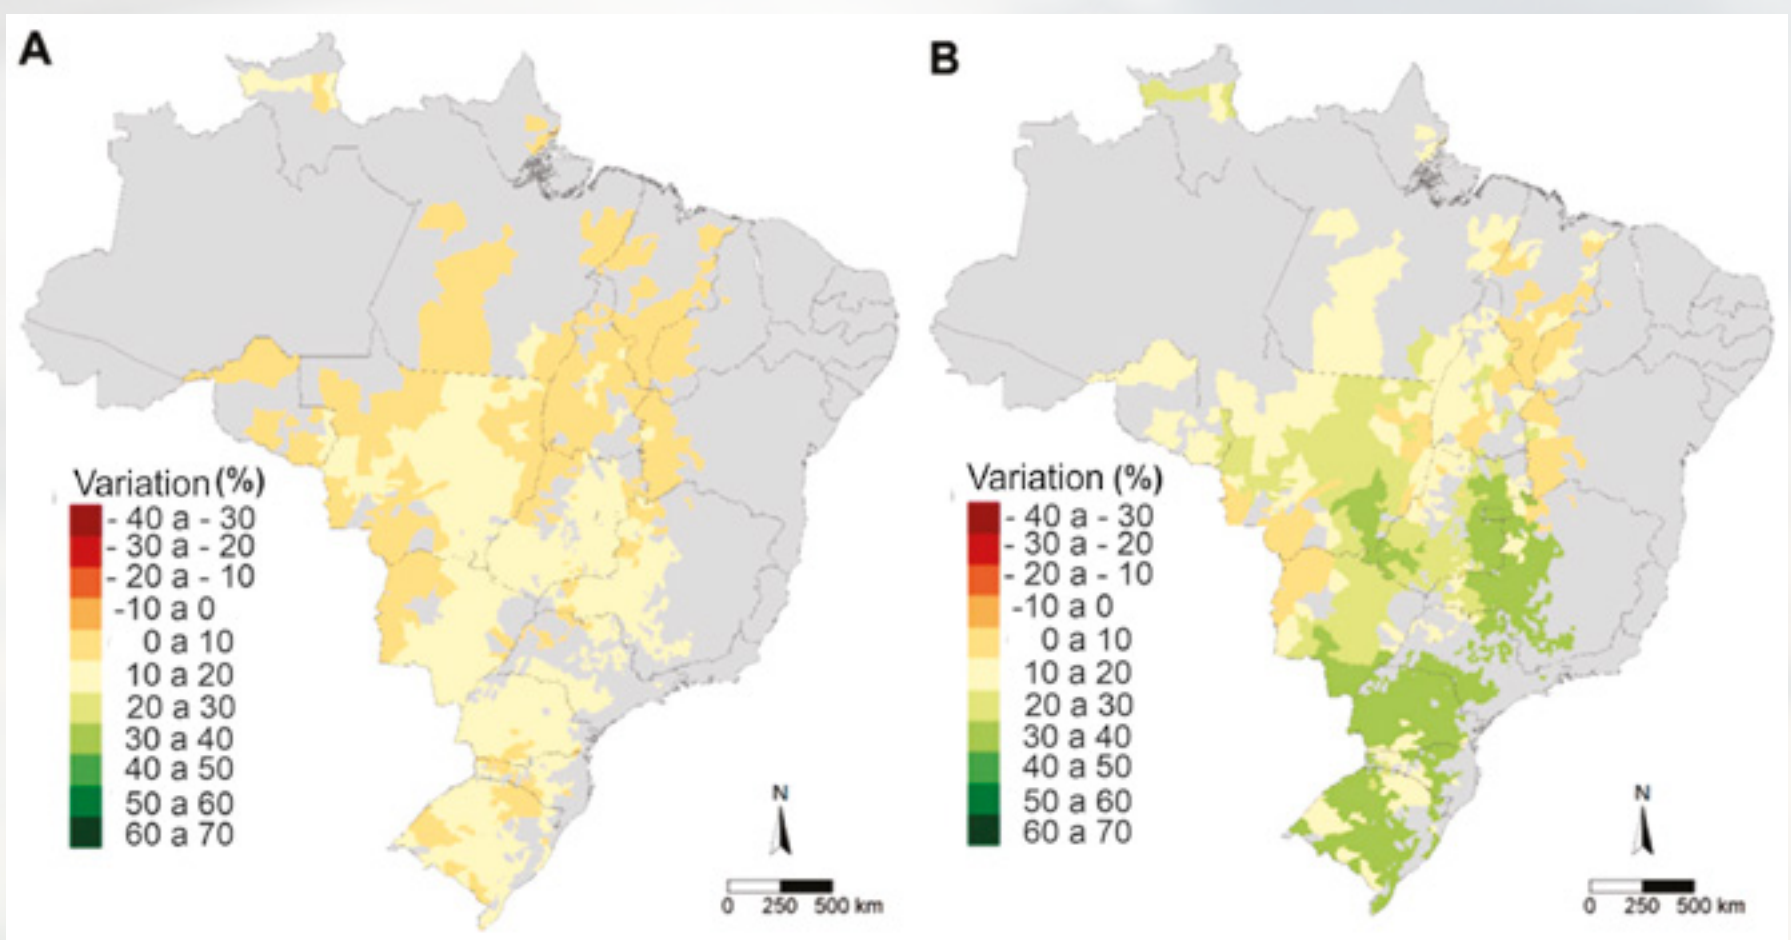 A
Variation (%)
- 40 a - 30
- 30 a - 20
- 20 a - 10
-10 a 0
0 a 10
10 a 20
20 a 30
30 a 40
40 a 50
50 a 60
60 a 70
N
0 250 500 km
B
Variation (%)
- 40 a - 30
- 30 a - 20
- 20 a - 10
-10 a 0
0 a 10
10 a 20
20 a 30
30 a 40
40 a 50
50 a 60
60 a 70
N
0 250 500 km